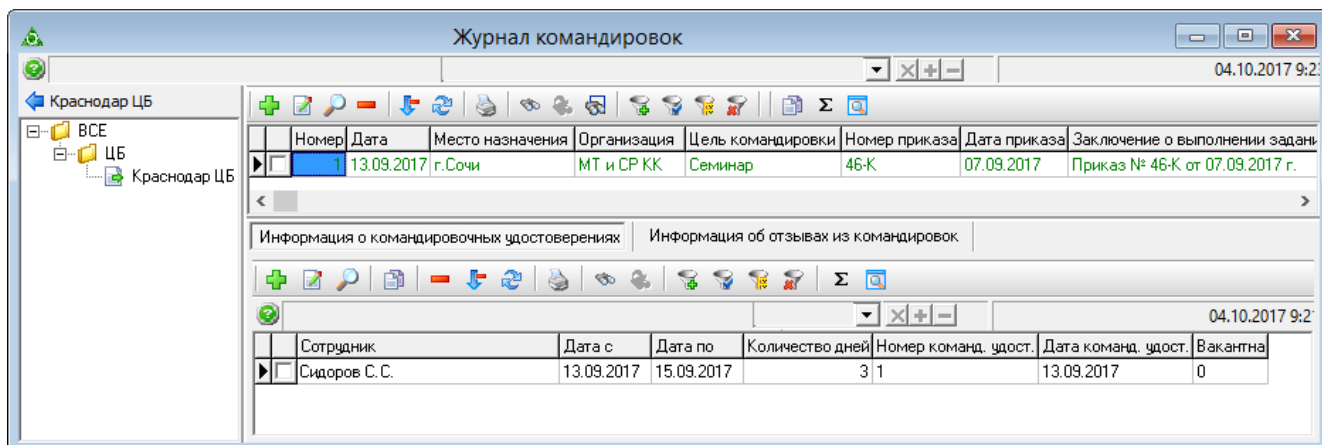 Журнал командировок
04.10.2017 9:2
Краснодар ЦБ
ВСЕ
ЦБ
Краснодар ЦБ
Номер Дата Место назначения Организация Цель командировки Номер приказа Дата приказа Заключение о выполнении задани
1 13.09.2017 г.Сочи МТ и СР КК Семинар 46-К 07.09.2017 Приказ № 46-К от 07.09.2017 г.
Информация о командировочных удостоверениях Информация об отзывах из командировок
04.10.2017 9:2
Сотрудник Дата с Дата по Количество дней Номер команд. удост. Дата команд. удост. Вакантна
Сидоров С. С. 13.09.2017 15.09.2017 3 1 13.09.2017 0